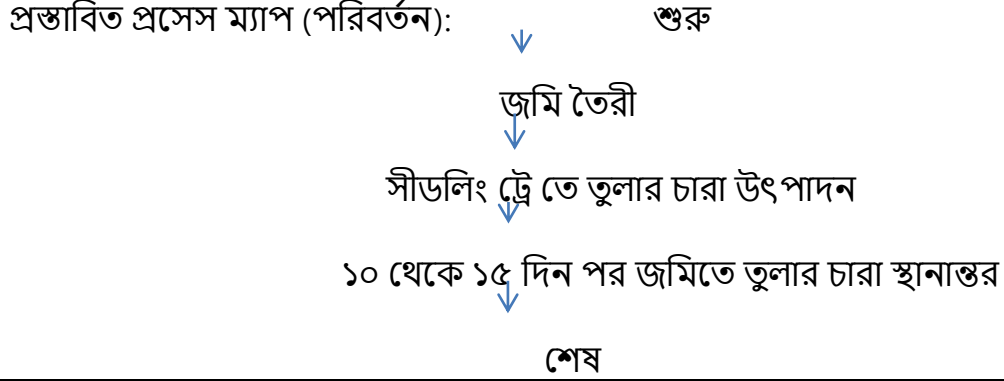 প্রস্তাবিত প্রসেস ম্যাপ (পরিবর্তন): শুরু
জমি তৈরী
সীডলিং ট্রে তে তুলার চারা উৎপাদন
১০ থেকে ১৫ দিন পর জমিতে তুলার চারা স্থানান্তর
শেষ